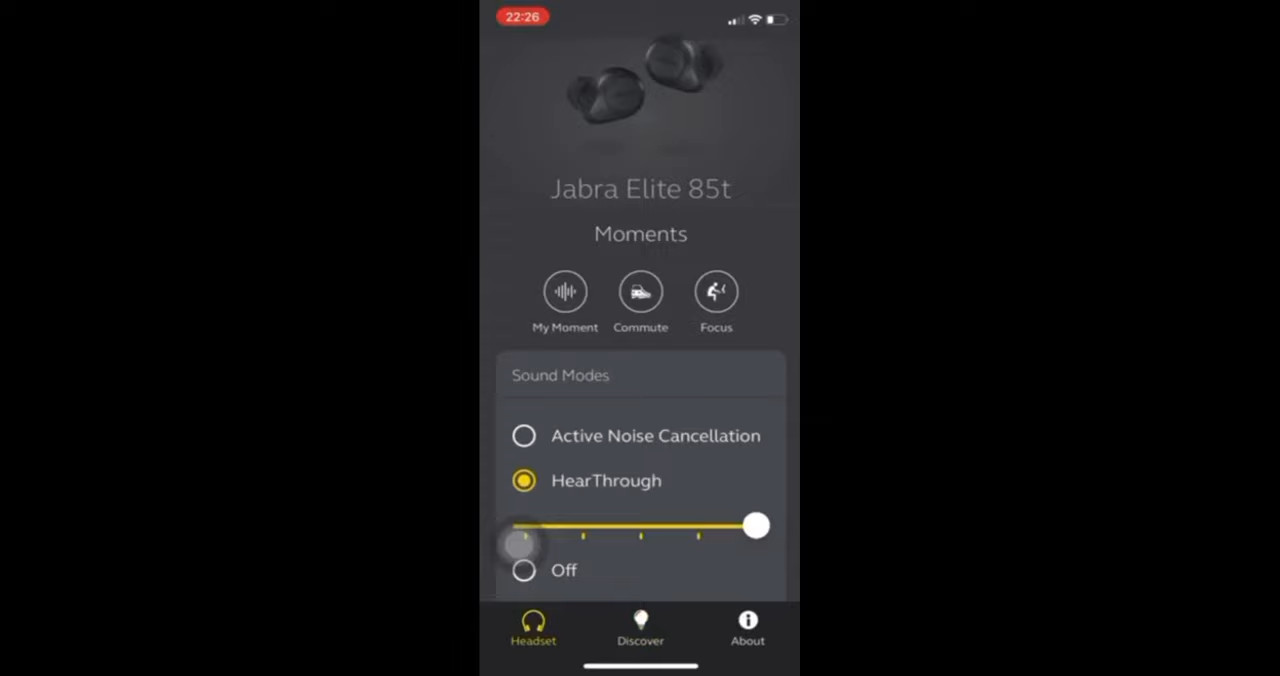 22:26
Jabra Elite 85t
Moments
My Moment Commute Focus
Sound Modes
Active Noise Cancellation
HearThrough
Off
Headset Discover About